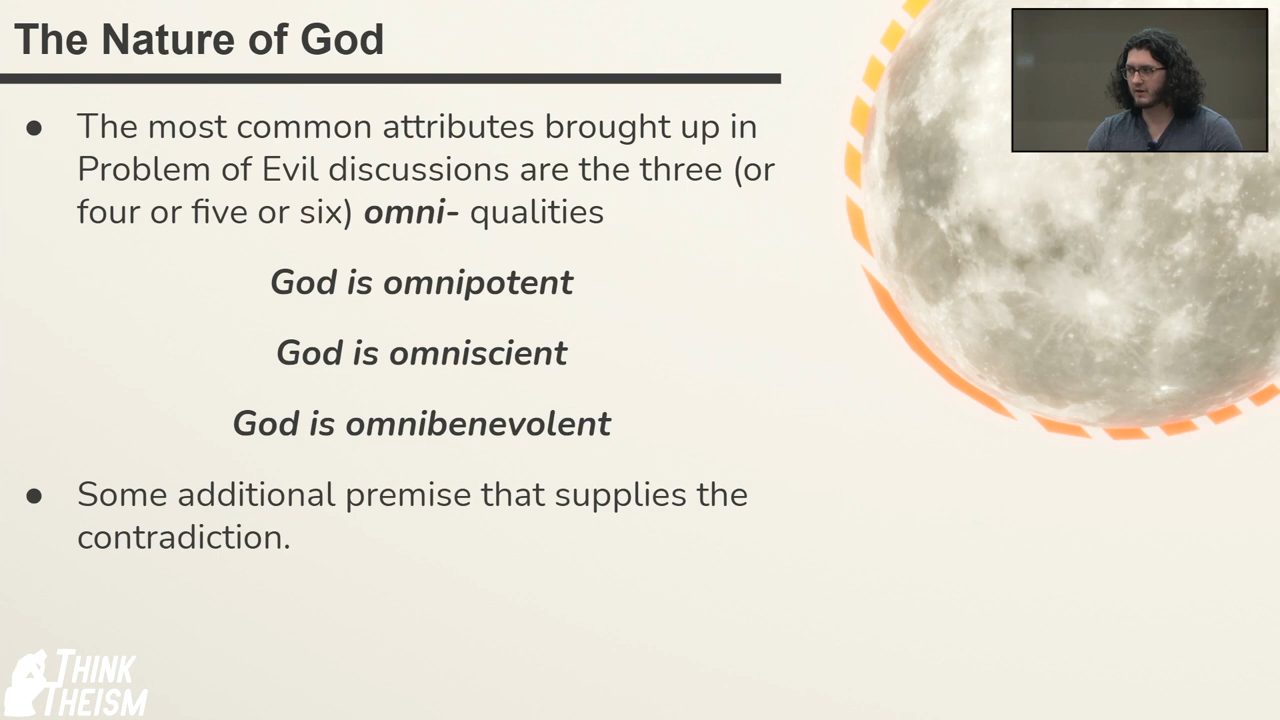 The Nature of God
● The most common attributes brought up in
Problem of Evil discussions are the three (or
four or five or six) omni- qualities
God is omnipotent
God is omniscient
God is omnibenevolent
● Some additional premise that supplies the
contradiction.
THINK
THEISM